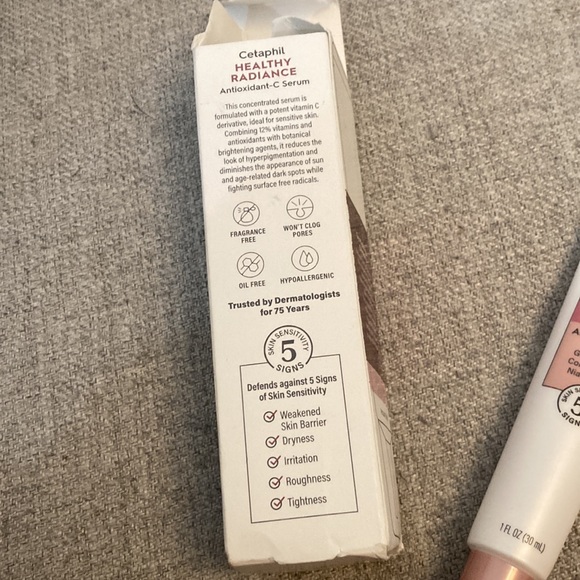 Cetaphil
HEALTHY
RADIANCE
Antioxidant-C Serum
This concentrated serum is
formulated with a potent vitamin C
derivative, ideal for sensitive skin.
Combining 12% vitamins and
antioxidants with botanical
brightening agents, it reduces the
look of hyperpigmentation and
diminishes the appearance of sun
and age-related dark spots while
fighting surface free radicals.
FRAGRANCE
FREE
WON'T CLOG
PORES
OIL FREE
HYPOALLERGENIC
Trusted by Dermatologists
for 75 Years
SKIN SENSITIVITY
5
SIGNS
Defends against 5 Signs
of Skin Sensitivity
Weakened
Skin Barrier
Dryness
Irritation
Roughness
Tightness
1 FL OZ (30 mL)